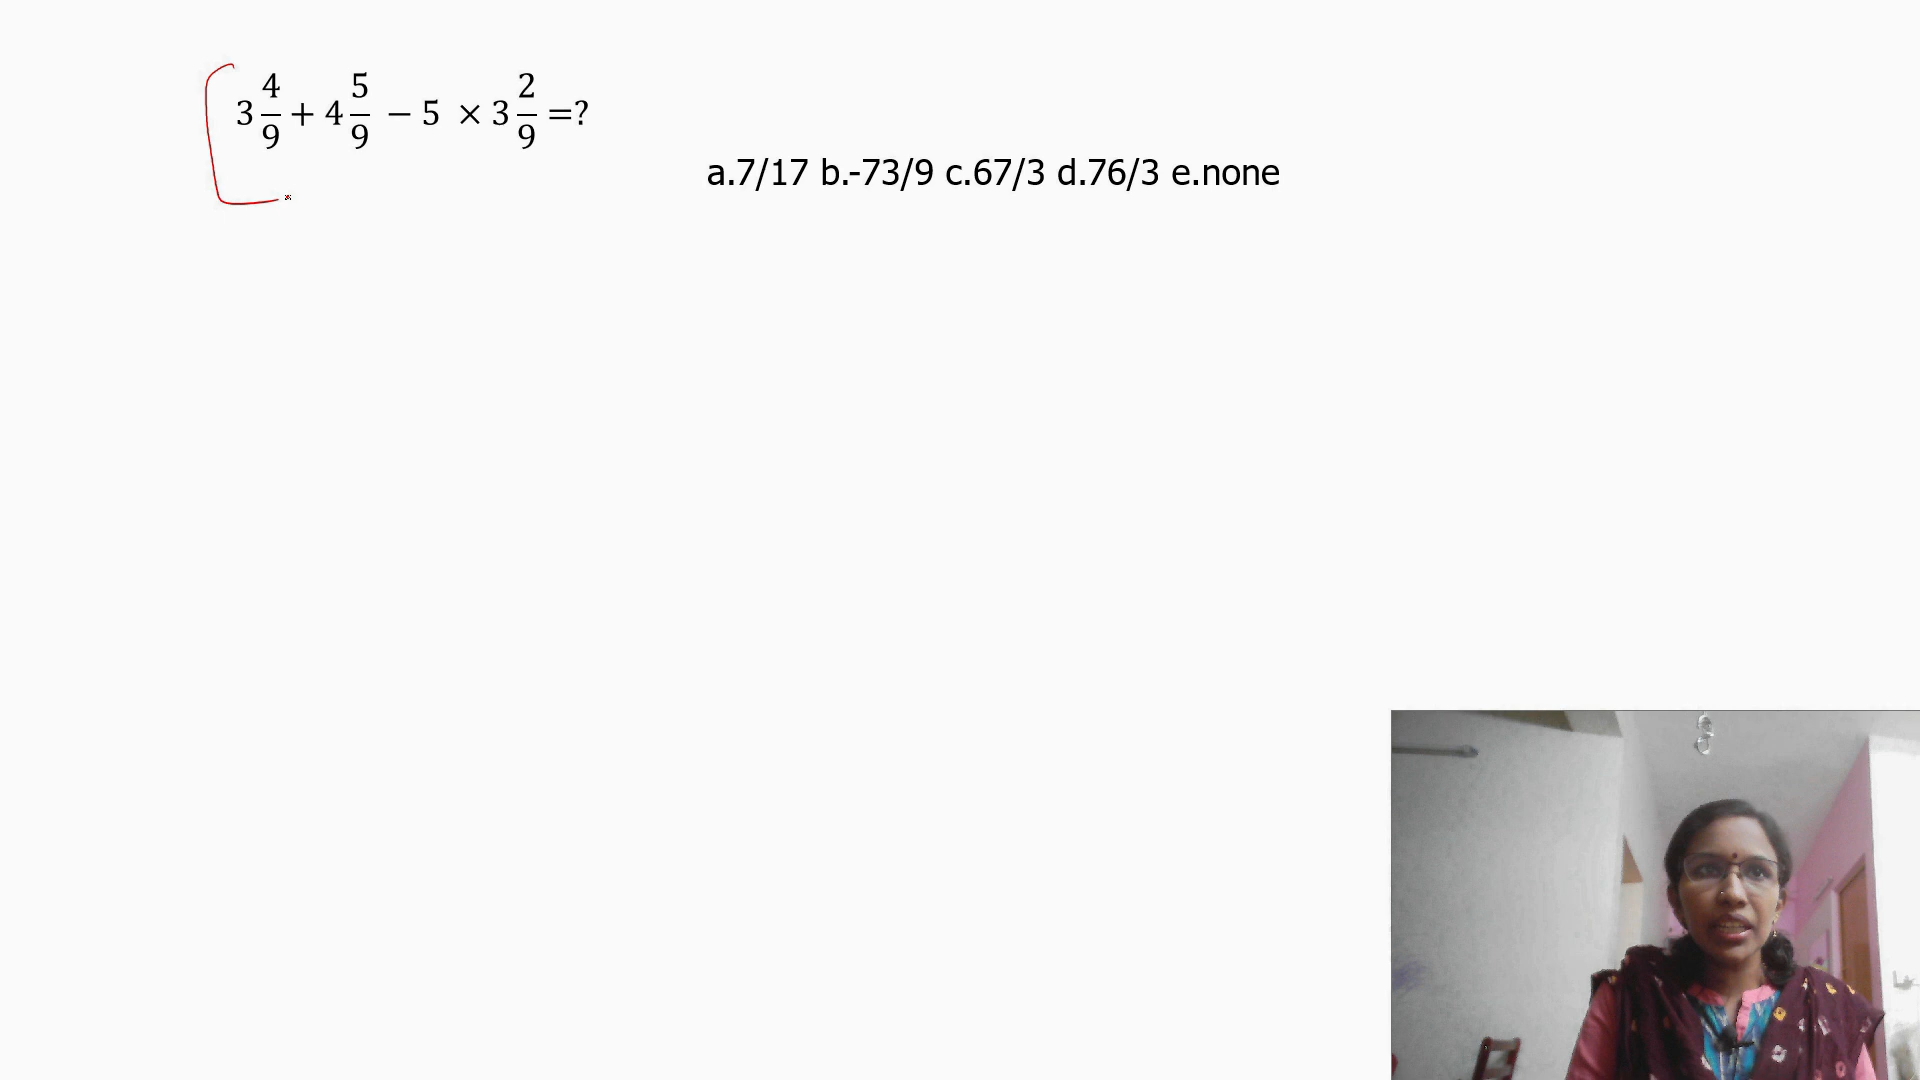 3 4/9 + 4 5/9 − 5 × 3 2/9 =?
a.7/17 b.-73/9 c.67/3 d.76/3 e.none